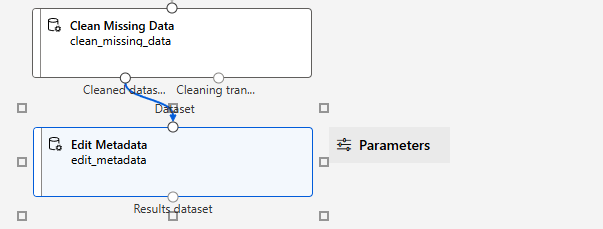 Clean Missing Data
clean_missing_data
Cleaned datas... Cleaning tran...
Dataset
Edit Metadata
edit_metadata
Parameters
Results dataset